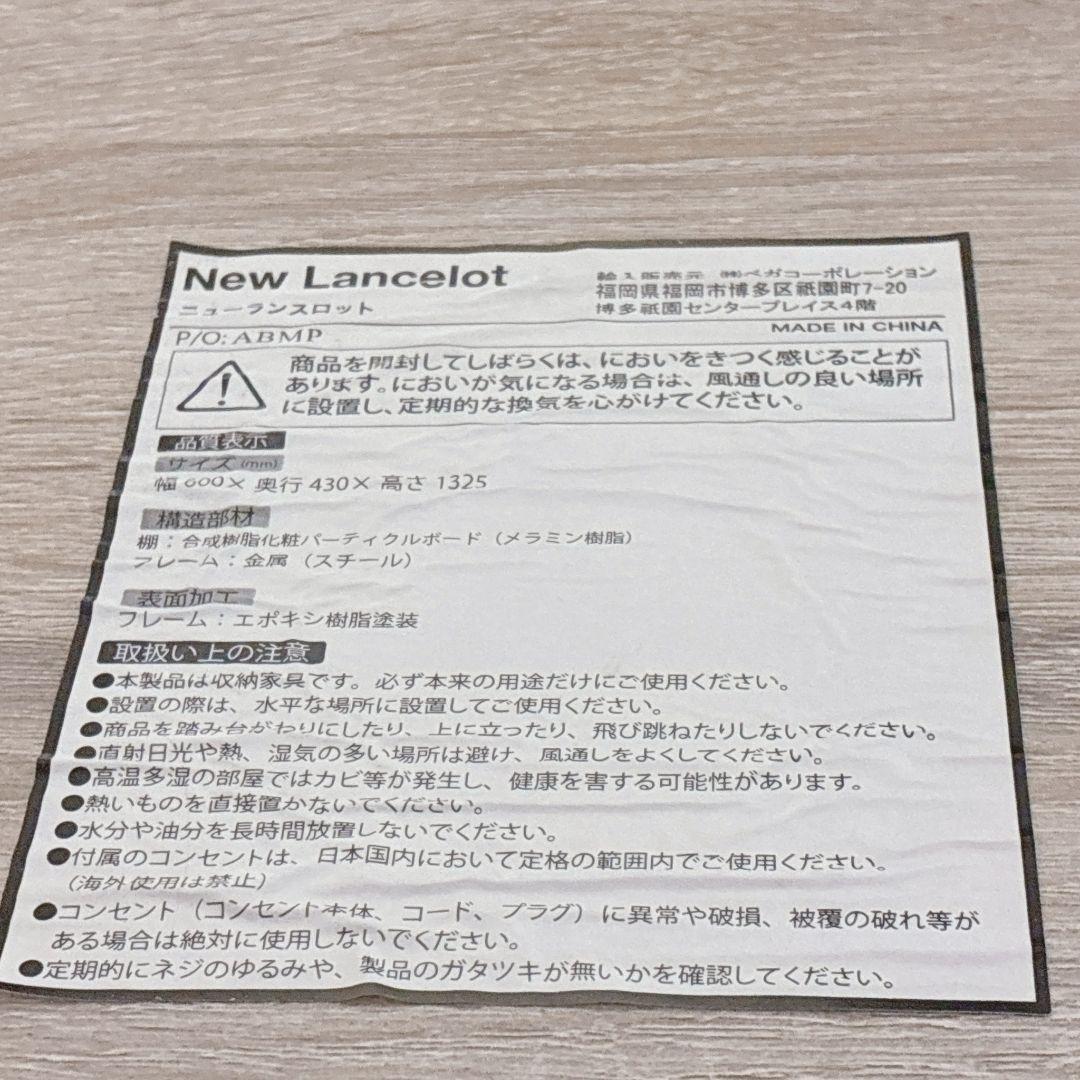 New Lancelot
ニューランスロット
輸入販売元 ㈱ベガコーポレーション
福岡県福岡市博多区祇園町7-20
博多祇園センタープレイス4階
P/O: ABMP
MADE IN CHINA
商品を開封してしばらくは、においをきつく感じることが
あります。においが気になる場合は、風通しの良い場所
に設置し、定期的な換気を心がけてください。
品質表示
サイズ (mm)
幅 600× 奥行 430× 高さ 1325
構造部材
棚：合成樹脂化粧パーティクルボード（メラミン樹脂）
フレーム：金属（スチール）
表面加工
フレーム：エポキシ樹脂塗装
取扱い上の注意
●本製品は収納家具です。必ず本来の用途だけにご使用ください。
●設置の際は、水平な場所に設置してご使用ください。
●商品を踏み台がわりにしたり、上に立ったり、飛び跳ねたりしないでください。
●直射日光や熱、湿気の多い場所は避け、風通しをよくしてください。
●高温多湿の部屋ではカビ等が発生し、健康を害する可能性があります。
●熱いものを直接置かないでください。
●水分や油分を長時間放置しないでください。
●付属のコンセントは、日本国内において定格の範囲内でご使用ください。
（海外使用は禁止）
●コンセント（コンセント本体、コード、プラグ）に異常や破損、被覆の破れ等が
ある場合は絶対に使用しないでください。
●定期的にネジのゆるみや、製品のガタツキが無いかを確認してください。